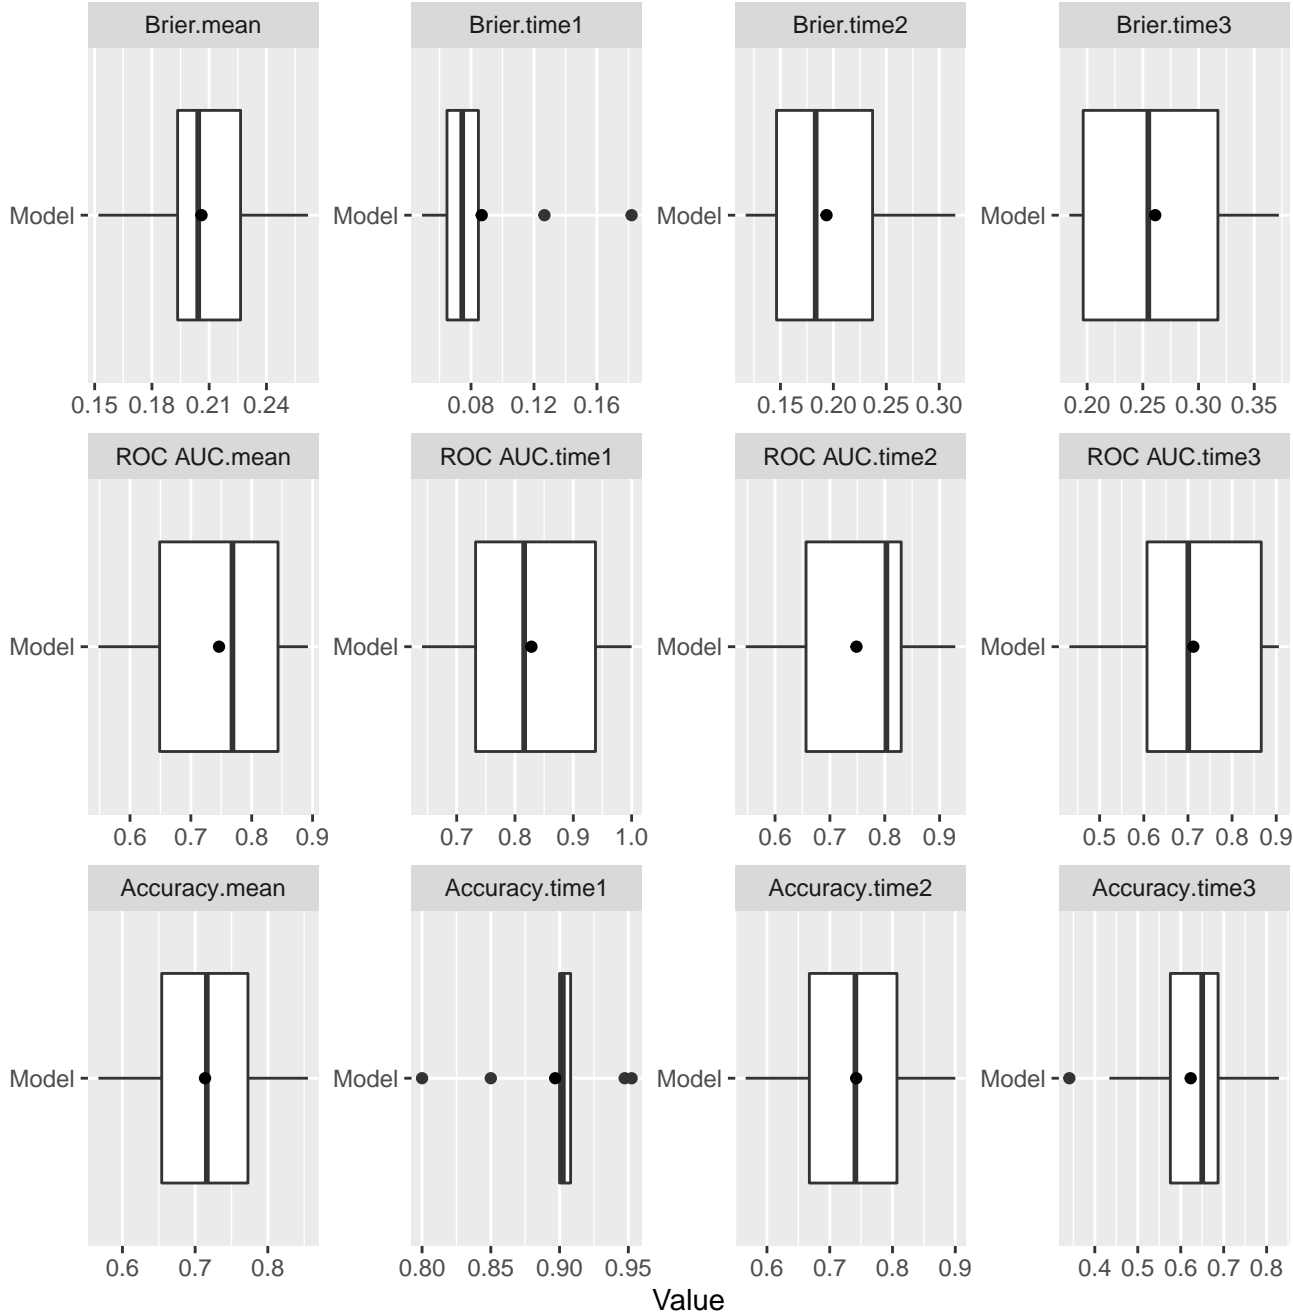 Brier.mean Brier.time1 Brier.time2 Brier.time3
Model Model Model Model
0.15 0.18 0.21 0.24 0.08 0.12 0.16 0.15 0.20 0.25 0.30 0.20 0.25 0.30 0.35
ROC AUC.mean ROC AUC.time1 ROC AUC.time2 ROC AUC.time3
Model Model Model Model
0.6 0.7 0.8 0.9 0.7 0.8 0.9 1.0 0.6 0.7 0.8 0.9 0.5 0.6 0.7 0.8 0.9
Accuracy.mean Accuracy.time1 Accuracy.time2 Accuracy.time3
Model Model Model Model
0.6 0.7 0.8 0.80 0.85 0.90 0.95 0.6 0.7 0.8 0.9 0.4 0.5 0.6 0.7 0.8
Value